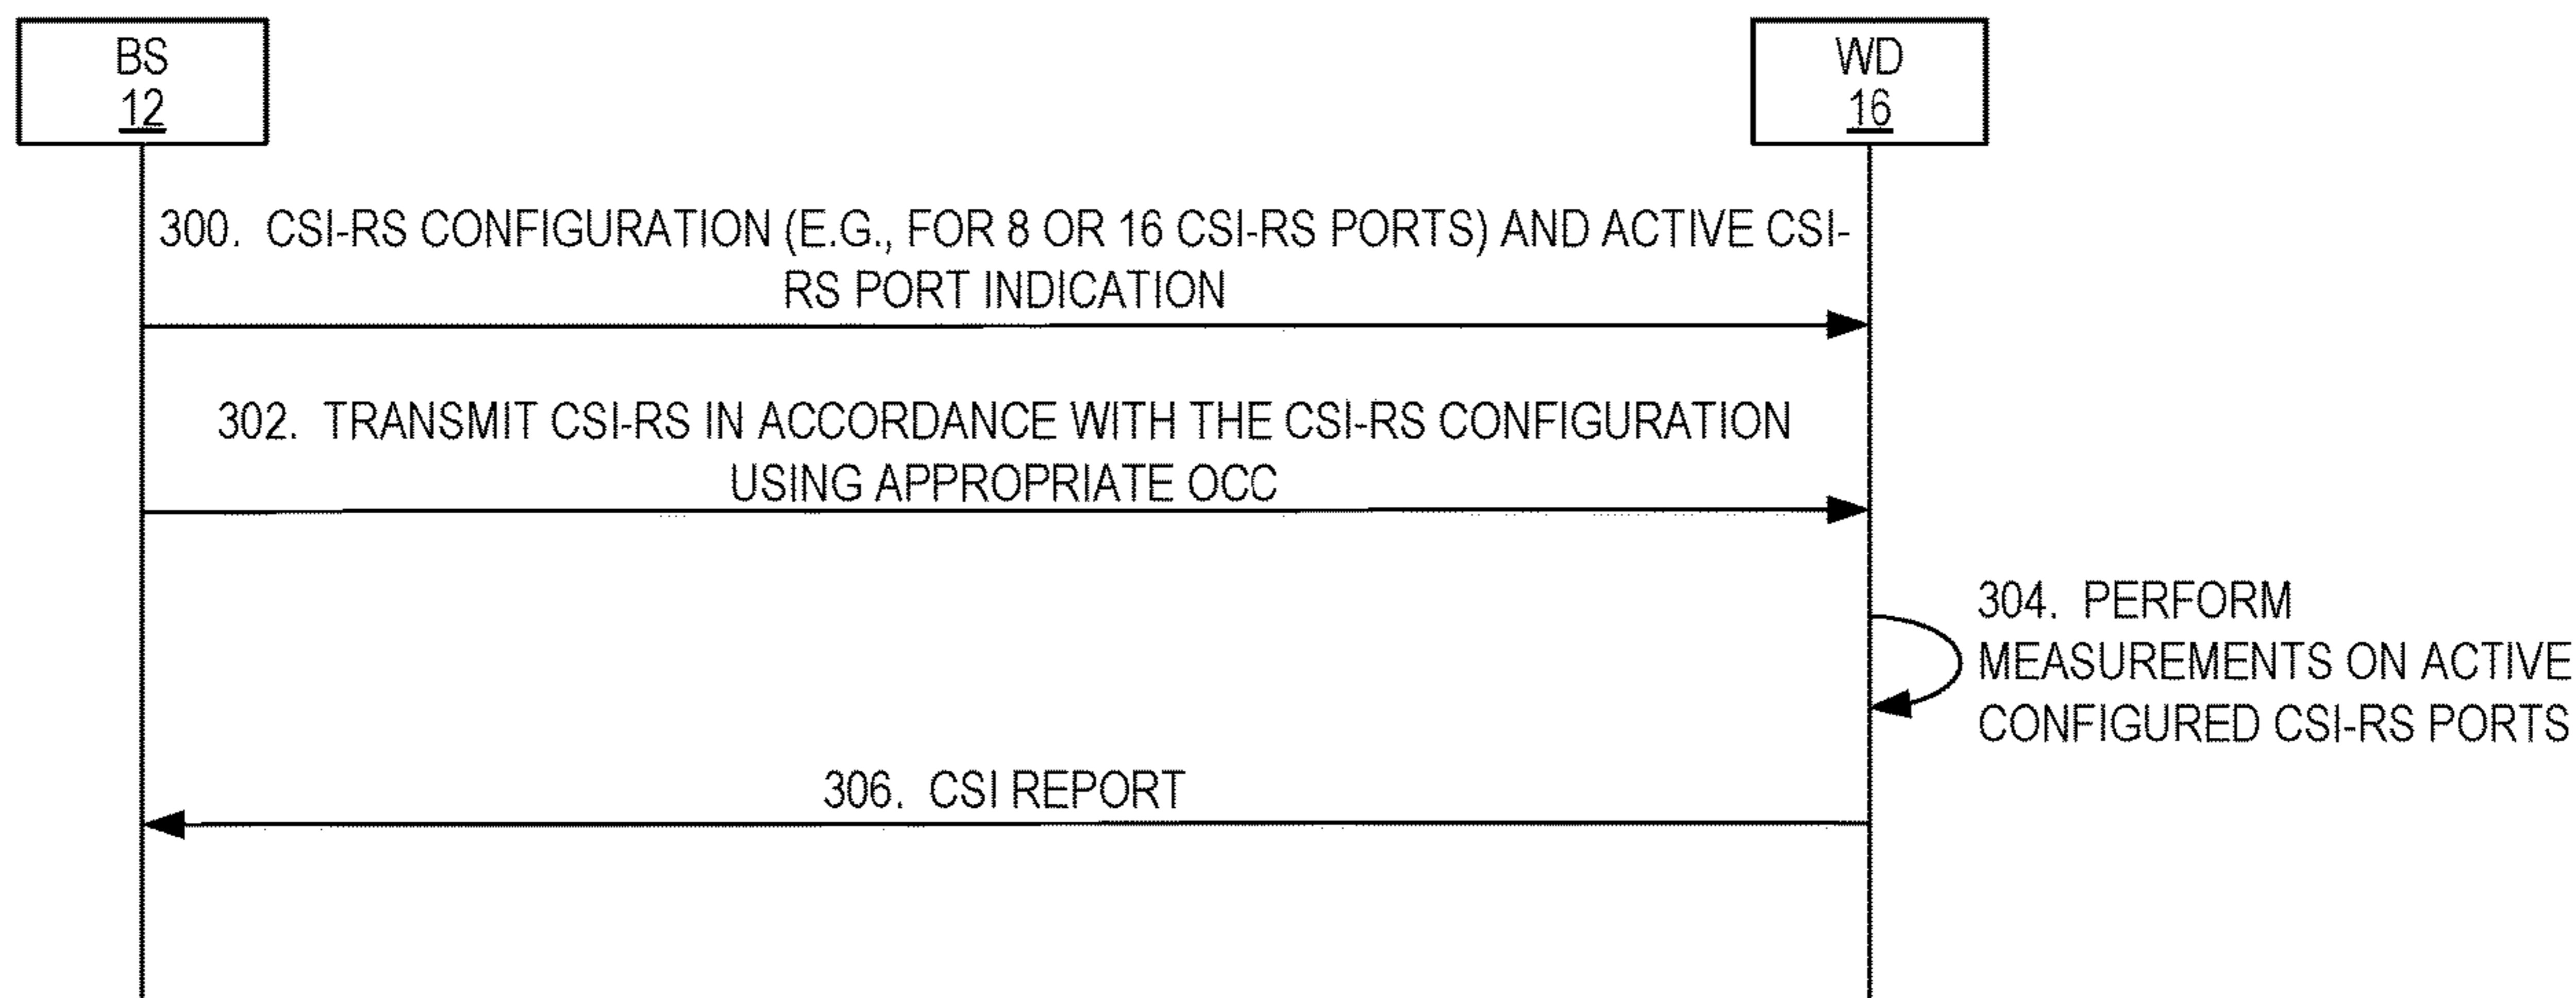 BS
12
WD
16
300. CSI-RS CONFIGURATION (E.G., FOR 8 OR 16 CSI-RS PORTS) AND ACTIVE CSI-
RS PORT INDICATION
302. TRANSMIT CSI-RS IN ACCORDANCE WITH THE CSI-RS CONFIGURATION
USING APPROPRIATE OCC
304. PERFORM
MEASUREMENTS ON ACTIVE
CONFIGURED CSI-RS PORTS
306. CSI REPORT